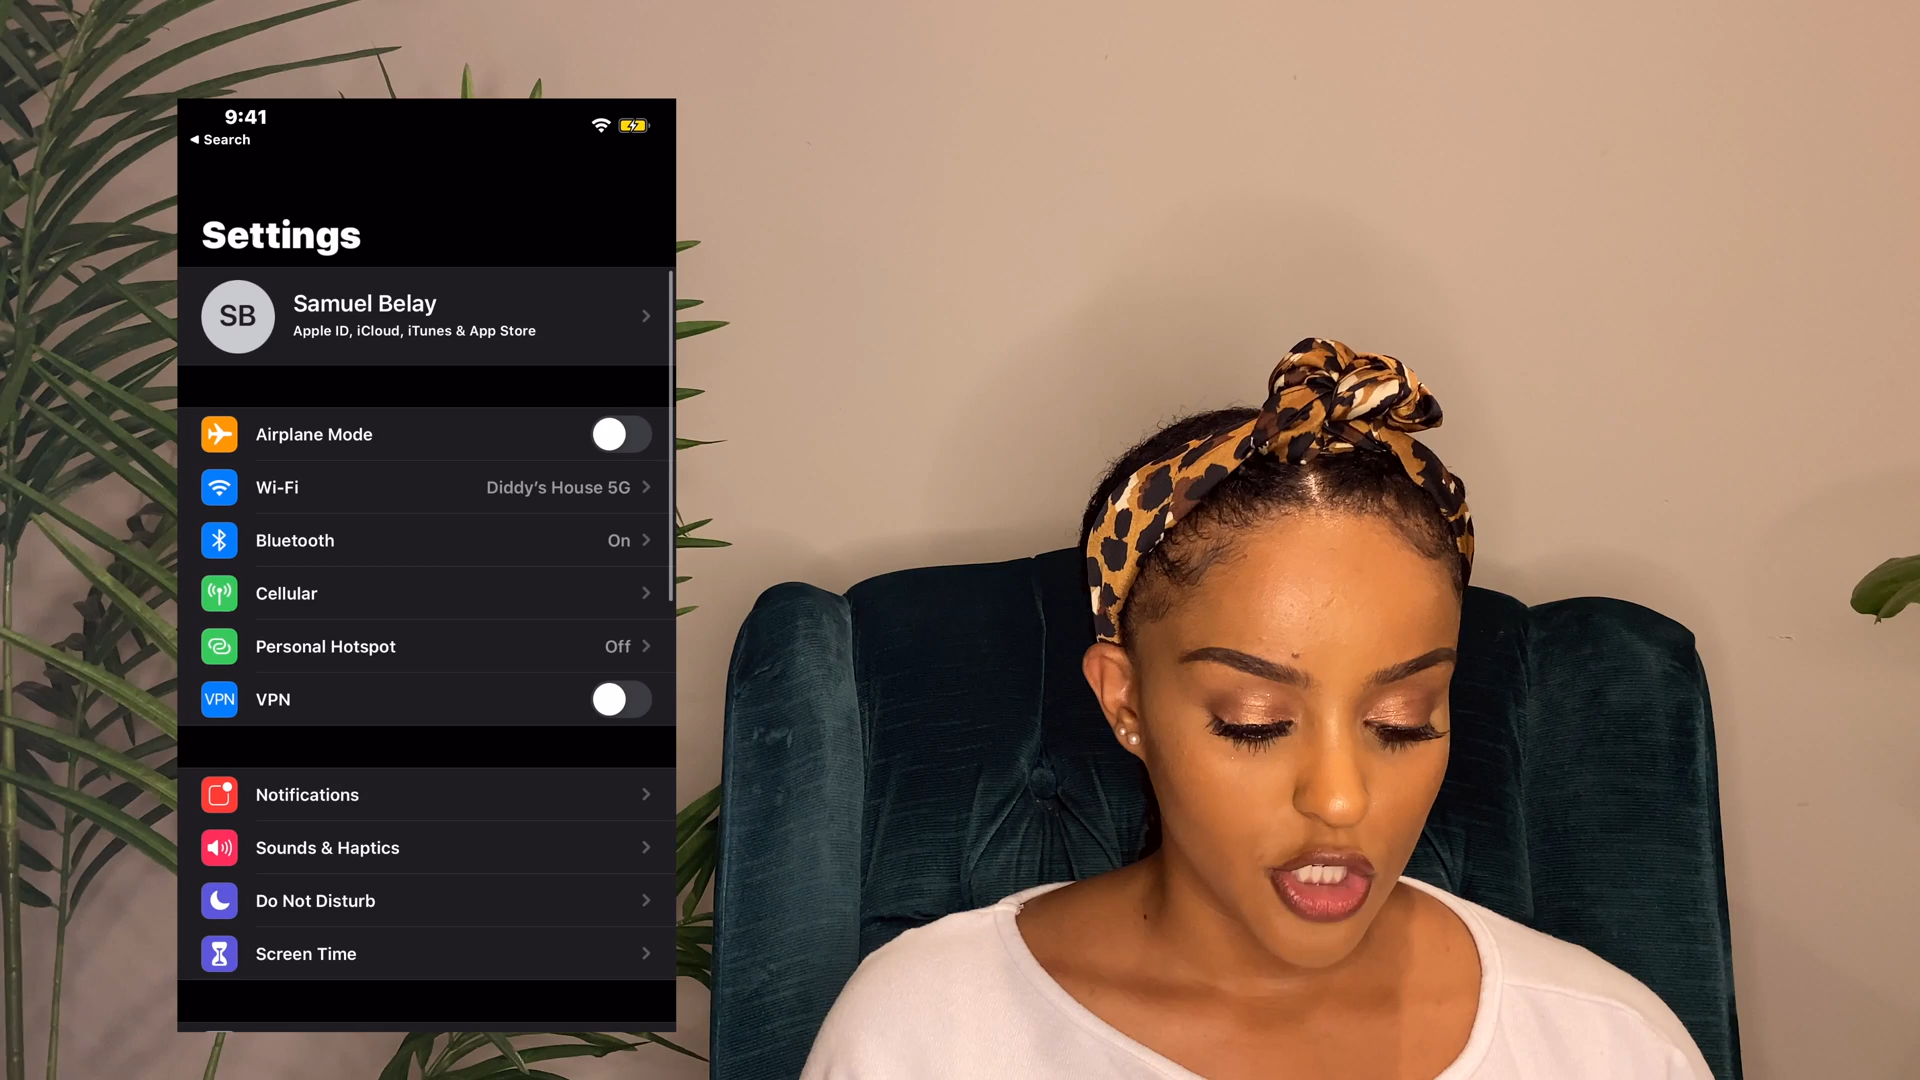 9:41
Search
Settings
SB
Samuel Belay
Apple ID, iCloud, iTunes & App Store
Airplane Mode
Wi-Fi Diddy's House 5G
Bluetooth On
Cellular
Personal Hotspot Off
VPN VPN
Notifications
Sounds & Haptics
Do Not Disturb
Screen Time